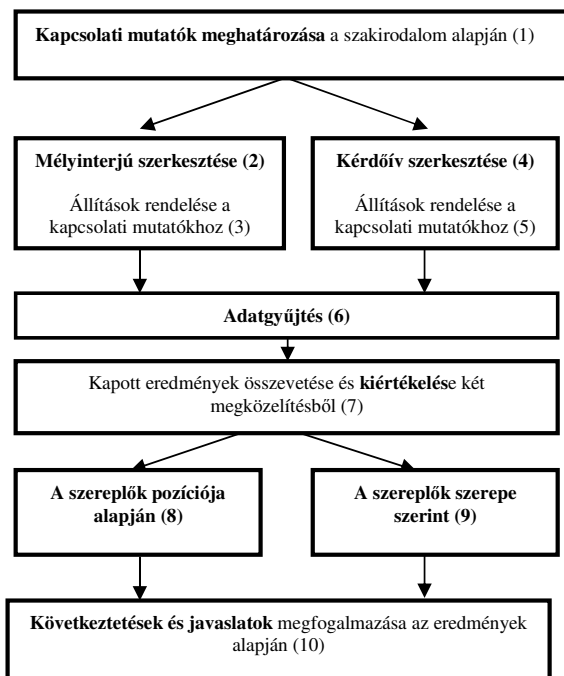 Kapcsolati mutatók meghatározása a szakirodalom alapján (1)
Mélyinterjú szerkesztése (2)
Állítások rendelése a
kapcsolati mutatókhoz (3)
Kérdőív szerkesztése (4)
Állítások rendelése a
kapcsolati mutatókhoz (5)
Adatgyűjtés (6)
Kapott eredmények összevetése és kiértékelése két
megközelítésből (7)
A szereplők pozíciója
alapján (8)
A szereplők szerepe
szerint (9)
Következtetések és javaslatok megfogalmazása az eredmények
alapján (10)